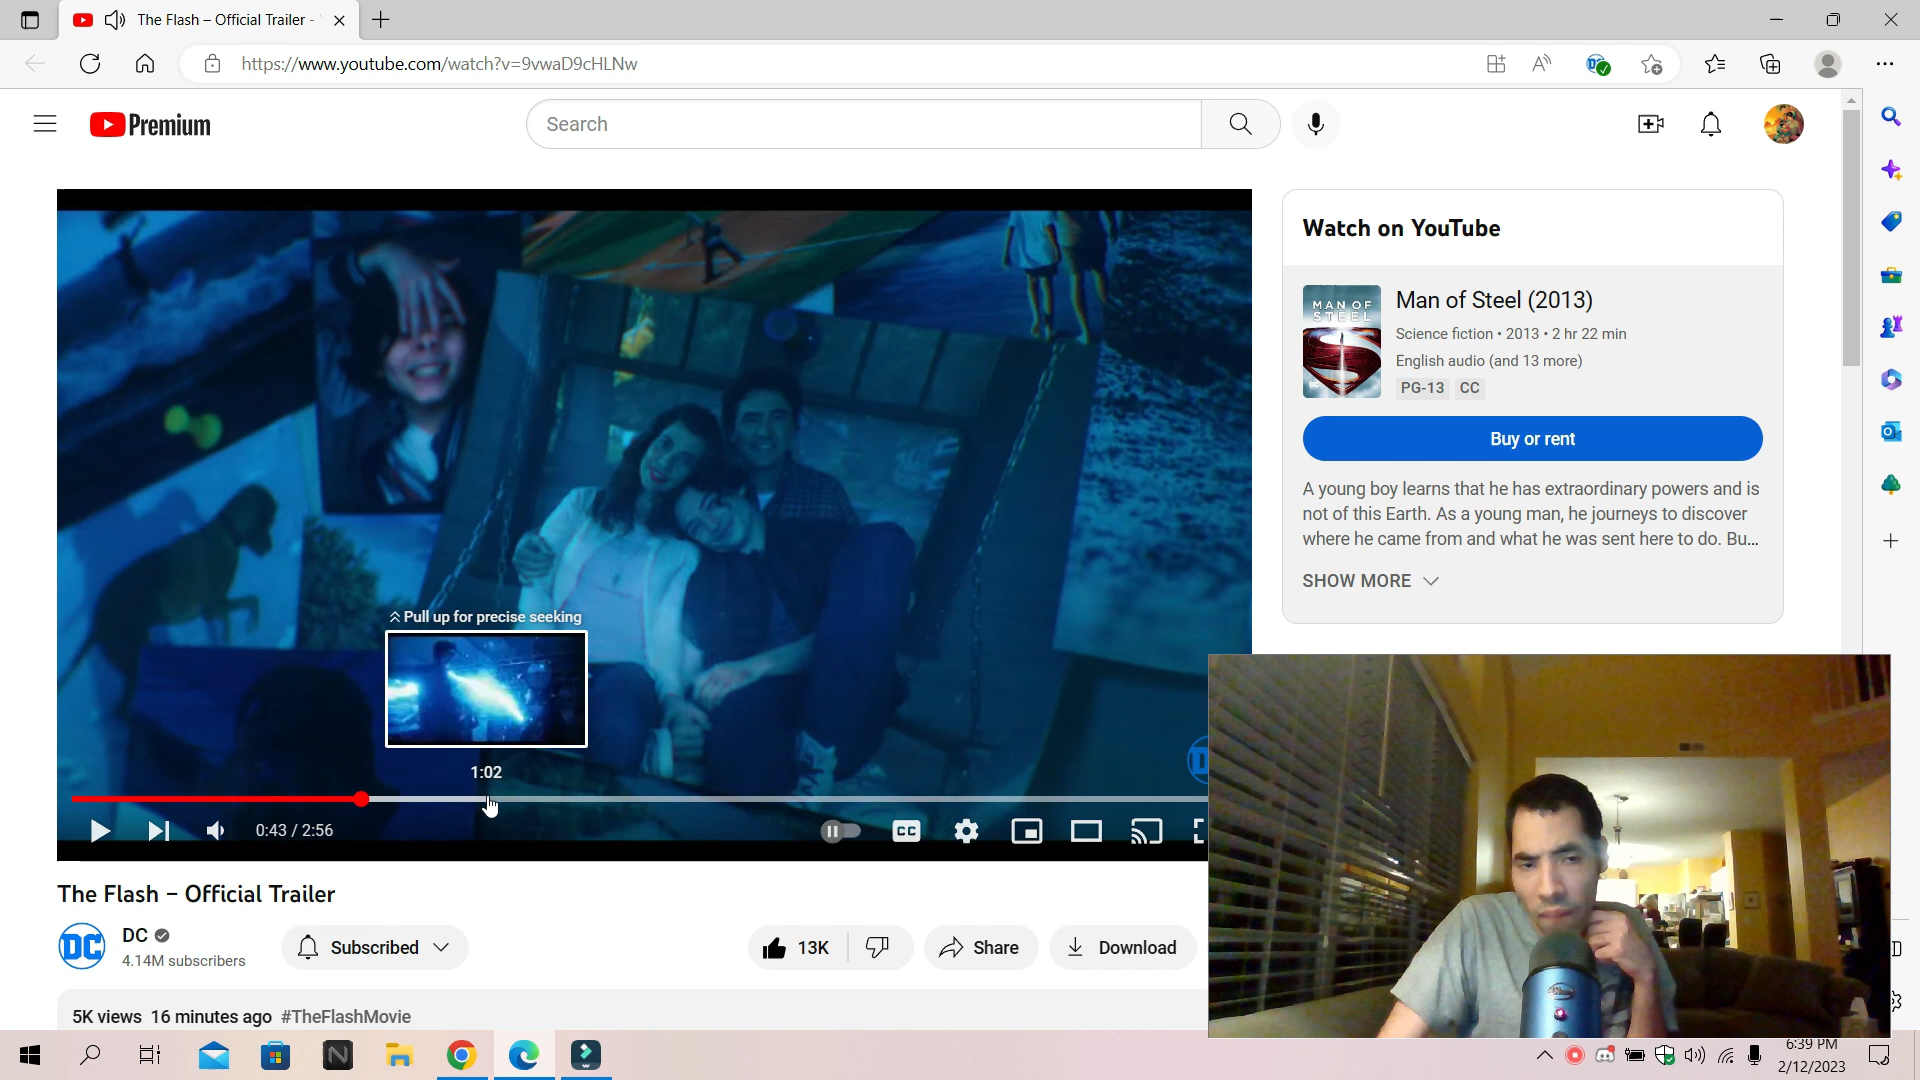 The Flash – Official Trailer -
https://www.youtube.com/watch?v=9vwaD9cHLNw
Premium
Search
Watch on YouTube
MAN OF
STEEL
Man of Steel (2013)
Science fiction • 2013 • 2 hr 22 min
English audio (and 13 more)
PG-13 CC
Buy or rent
A young boy learns that he has extraordinary powers and is
not of this Earth. As a young man, he journeys to discover
where he came from and what he was sent here to do. Bu...
SHOW MORE
Pull up for precise seeking
1:02
0:43 / 2:56
CC
The Flash – Official Trailer
DC
DC
4.14M subscribers
Subscribed
13K
Share
Download
5K views 16 minutes ago #TheFlashMovie
6:39 PM
2/12/2023